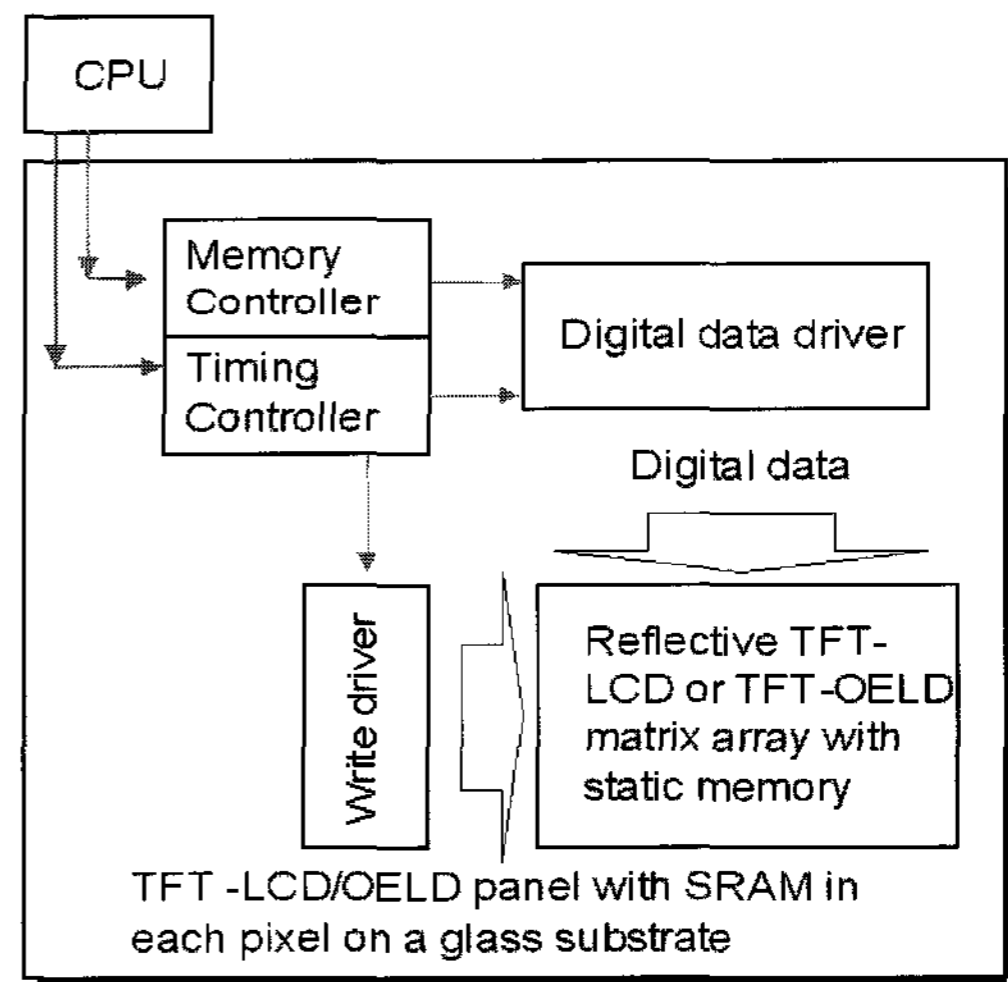 CPU
Memory
Controller
Timing
Controller
Digital data driver
Digital data
Write driver
Reflective TFT-
LCD or TFT-OELD
matrix array with
static memory
TFT -LCD/OELD panel with SRAM in
each pixel on a glass substrate